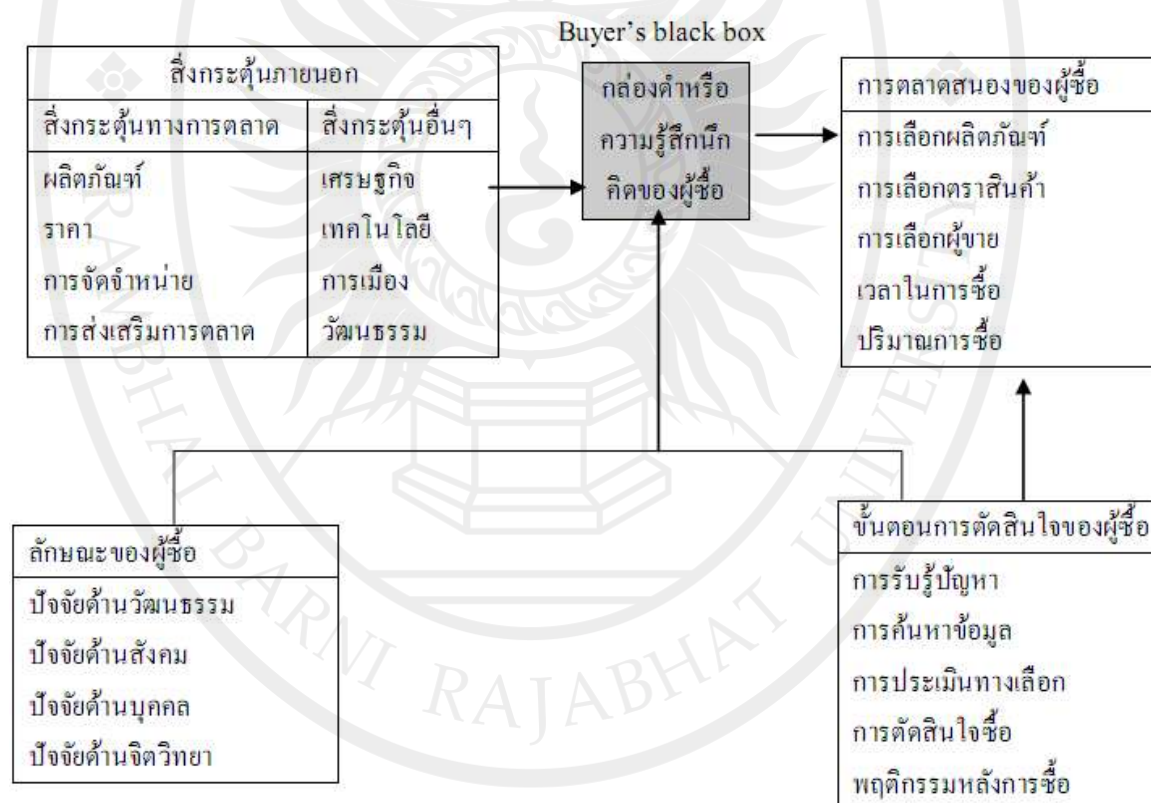 Buyer's black box
สิ่งกระตุ้นภายนอก
สิ่งกระตุ้นทางการตลาด สิ่งกระตุ้นอื่นๆ
ผลิตภัณฑ์ เศรษฐกิจ
ราคา เทคโนโลยี
การจัดจำหน่าย การเมือง
การส่งเสริมการตลาด วัฒนธรรม
กล่องดำหรือ
ความรู้สึกนึก
คิดของผู้ซื้อ
การตลาดสนองของผู้ซื้อ
การเลือกผลิตภัณฑ์
การเลือกตราสินค้า
การเลือกผู้ขาย
เวลาในการซื้อ
ปริมาณการซื้อ
ลักษณะของผู้ซื้อ
ปัจจัยด้านวัฒนธรรม
ปัจจัยด้านสังคม
ปัจจัยด้านบุคคล
ปัจจัยด้านจิตวิทยา
ขั้นตอนการตัดสินใจของผู้ซื้อ
การรับรู้ปัญหา
การค้นหาข้อมูล
การประเมินทางเลือก
การตัดสินใจซื้อ
พฤติกรรมหลังการซื้อ
RAMBHAI BARNI RAJABHAT UNIVERSITY